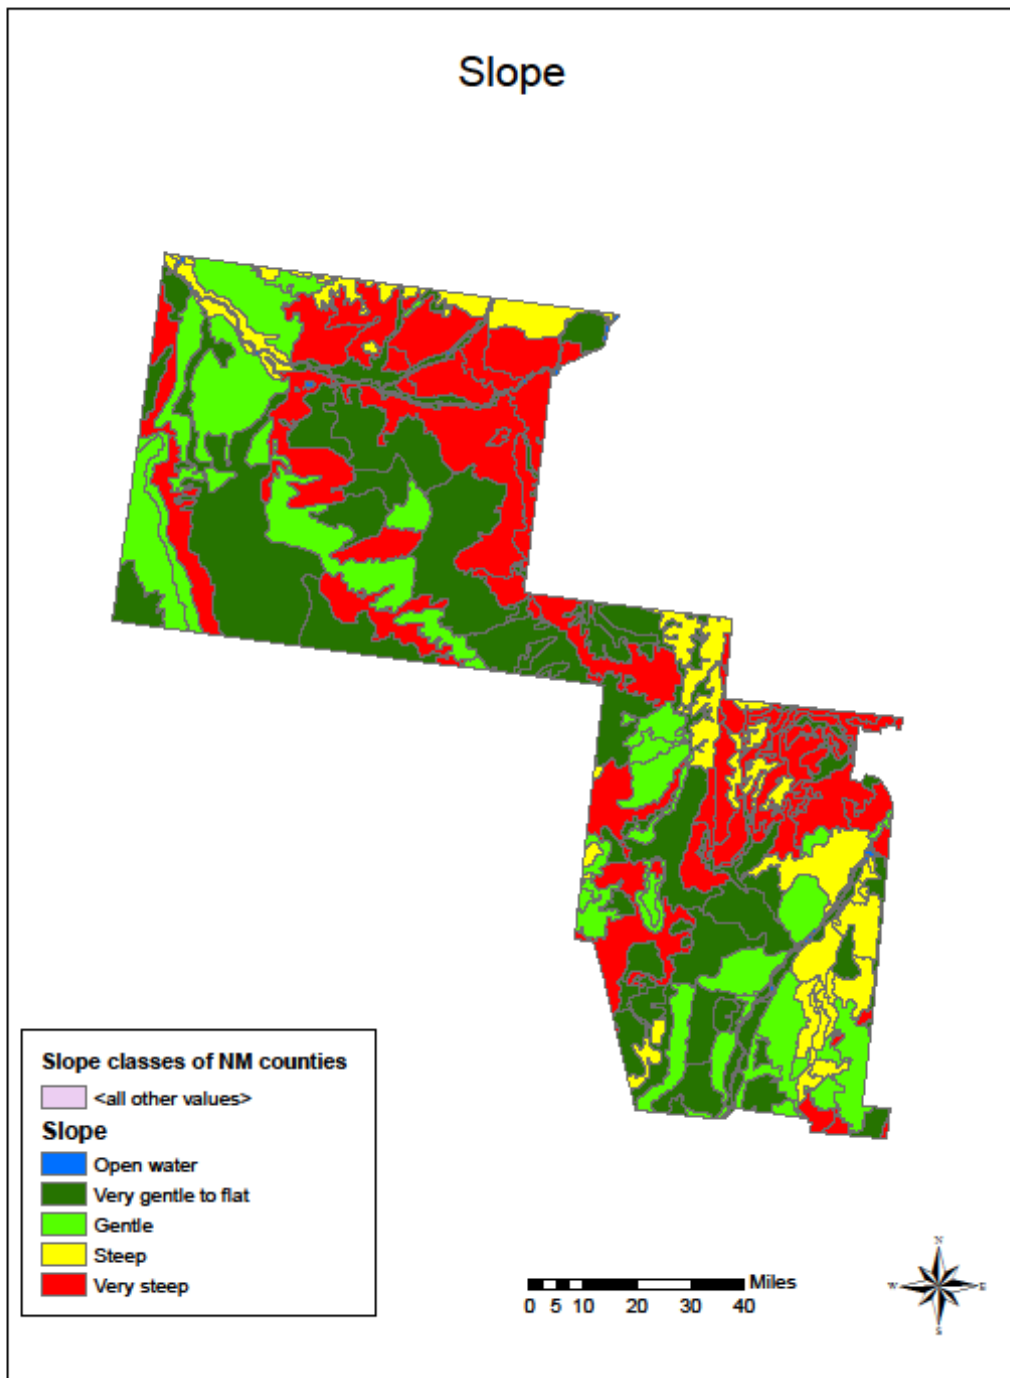 Slope
Slope classes of NM counties
<all other values>
Slope
Open water
Very gentle to flat
Gentle
Steep
Very steep
Miles
0 5 10 20 30 40
N
W E
S